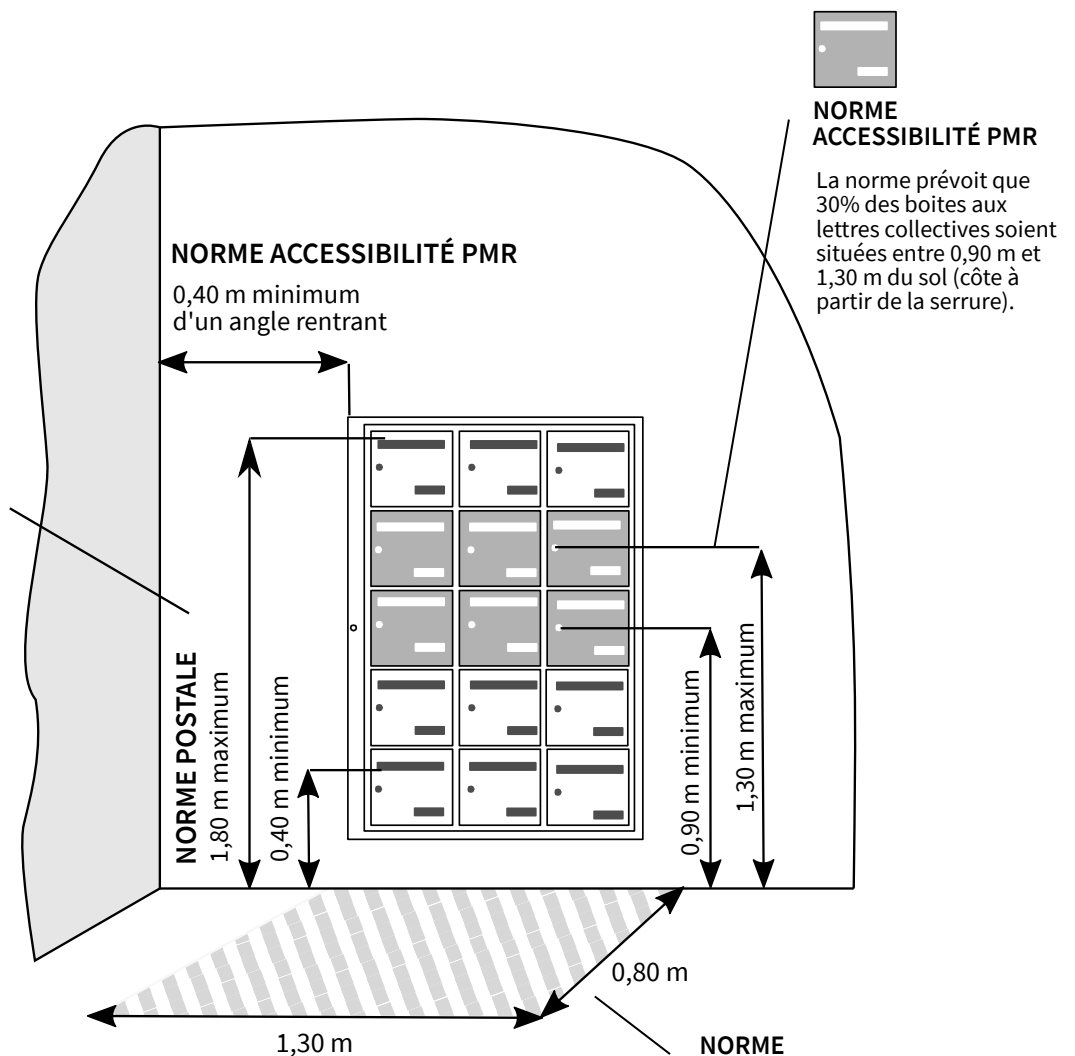 NORME
ACCESSIBILITÉ PMR
La norme prévoit que
30% des boites aux
lettres collectives soient
situées entre 0,90 m et
1,30 m du sol (côte à
partir de la serrure).
NORME ACCESSIBILITÉ PMR
0,40 m minimum
d'un angle rentrant
NORME POSTALE
1,80 m maximum
0,40 m minimum
0,90 m minimum
1,30 m maximum
0,80 m
1,30 m
NORME